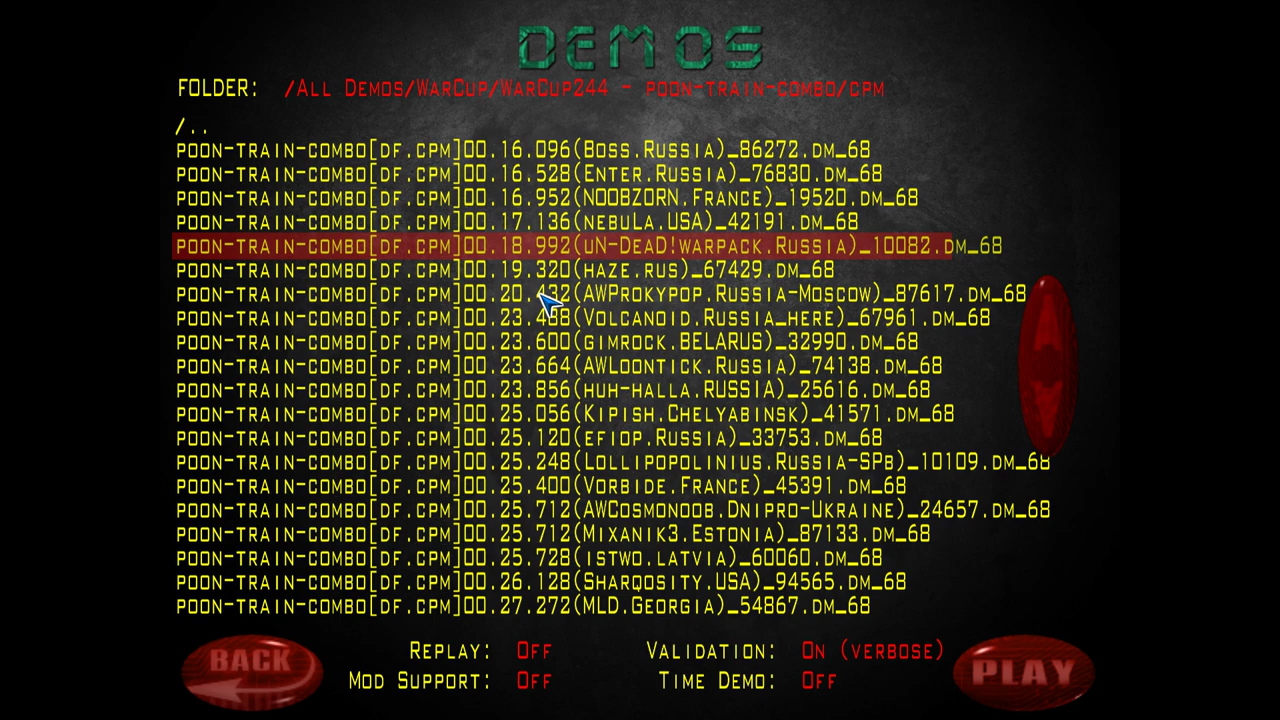 DEMOS
FOLDER: /All Demos/WarCup/WarCup244 - poon-train-combo/cpm
/..
poon-train-combo[df.cpm]00.16.096(Boss.Russia)_86272.dm_68
poon-train-combo[df.cpm]00.16.528(Enter.Russia)_76830.dm_68
poon-train-combo[df.cpm]00.16.952(N00BZ0RN.France)_19520.dm_68
poon-train-combo[df.cpm]00.17.136(nebuLa.USA)_42191.dm_68
poon-train-combo[df.cpm]00.18.992(uN-DeaD!warpack.Russia)_10082.dm_68
poon-train-combo[df.cpm]00.19.320(haze.rus)_67429.dm_68
poon-train-combo[df.cpm]00.20.432(AWProkypop.Russia-Moscow)_87617.dm_68
poon-train-combo[df.cpm]00.23.488(Volcanoid.Russia_here)_67961.dm_68
poon-train-combo[df.cpm]00.23.600(gimrock.BELARUS)_32990.dm_68
poon-train-combo[df.cpm]00.23.664(AWLoontick.Russia)_74138.dm_68
poon-train-combo[df.cpm]00.23.856(huh-halla.RUSSIA)_25616.dm_68
poon-train-combo[df.cpm]00.25.056(Kipish.Chelyabinsk)_41571.dm_68
poon-train-combo[df.cpm]00.25.120(efiop.Russia)_33753.dm_68
poon-train-combo[df.cpm]00.25.248(Lollipopolinius.Russia-SPb)_10109.dm_68
poon-train-combo[df.cpm]00.25.400(Vorbide.France)_45391.dm_68
poon-train-combo[df.cpm]00.25.712(AWCosmonoob.Dnipro-Ukraine)_24657.dm_68
poon-train-combo[df.cpm]00.25.712(Mixanik3.Estonia)_87133.dm_68
poon-train-combo[df.cpm]00.25.728(istwo.latvia)_60060.dm_68
poon-train-combo[df.cpm]00.26.128(Sharqosity.USA)_94565.dm_68
poon-train-combo[df.cpm]00.27.272(MLD.Georgia)_54867.dm_68
Replay: Off Validation: On (verbose)
Mod Support: Off Time Demo: Off
BACK PLAY